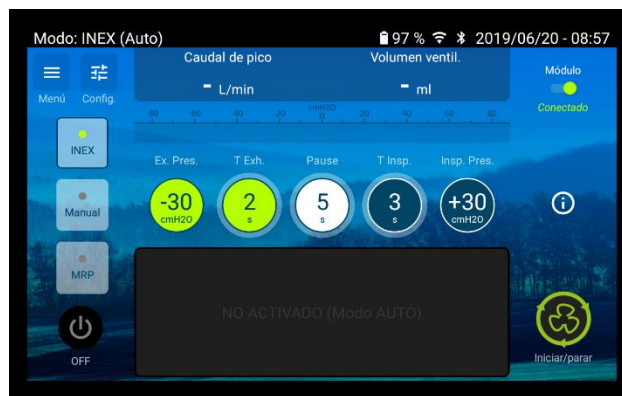 Modo: INEX (Auto) 97 % 2019/06/20 - 08:57
Menú
Config.
Caudal de pico
- L/min
Volumen ventil.
- ml
Módulo
Conectado
-80 -60 -40 -20 cmH2O 0 20 40 60 80
INEX
Manual
MRP
OFF
Ex. Pres. T Exh. Pause T Insp. Insp. Pres.
-30 cmH2O
2 s
5 s
3 s
+30 cmH2O
NO ACTIVADO (Modo AUTO)
Iniciar/parar